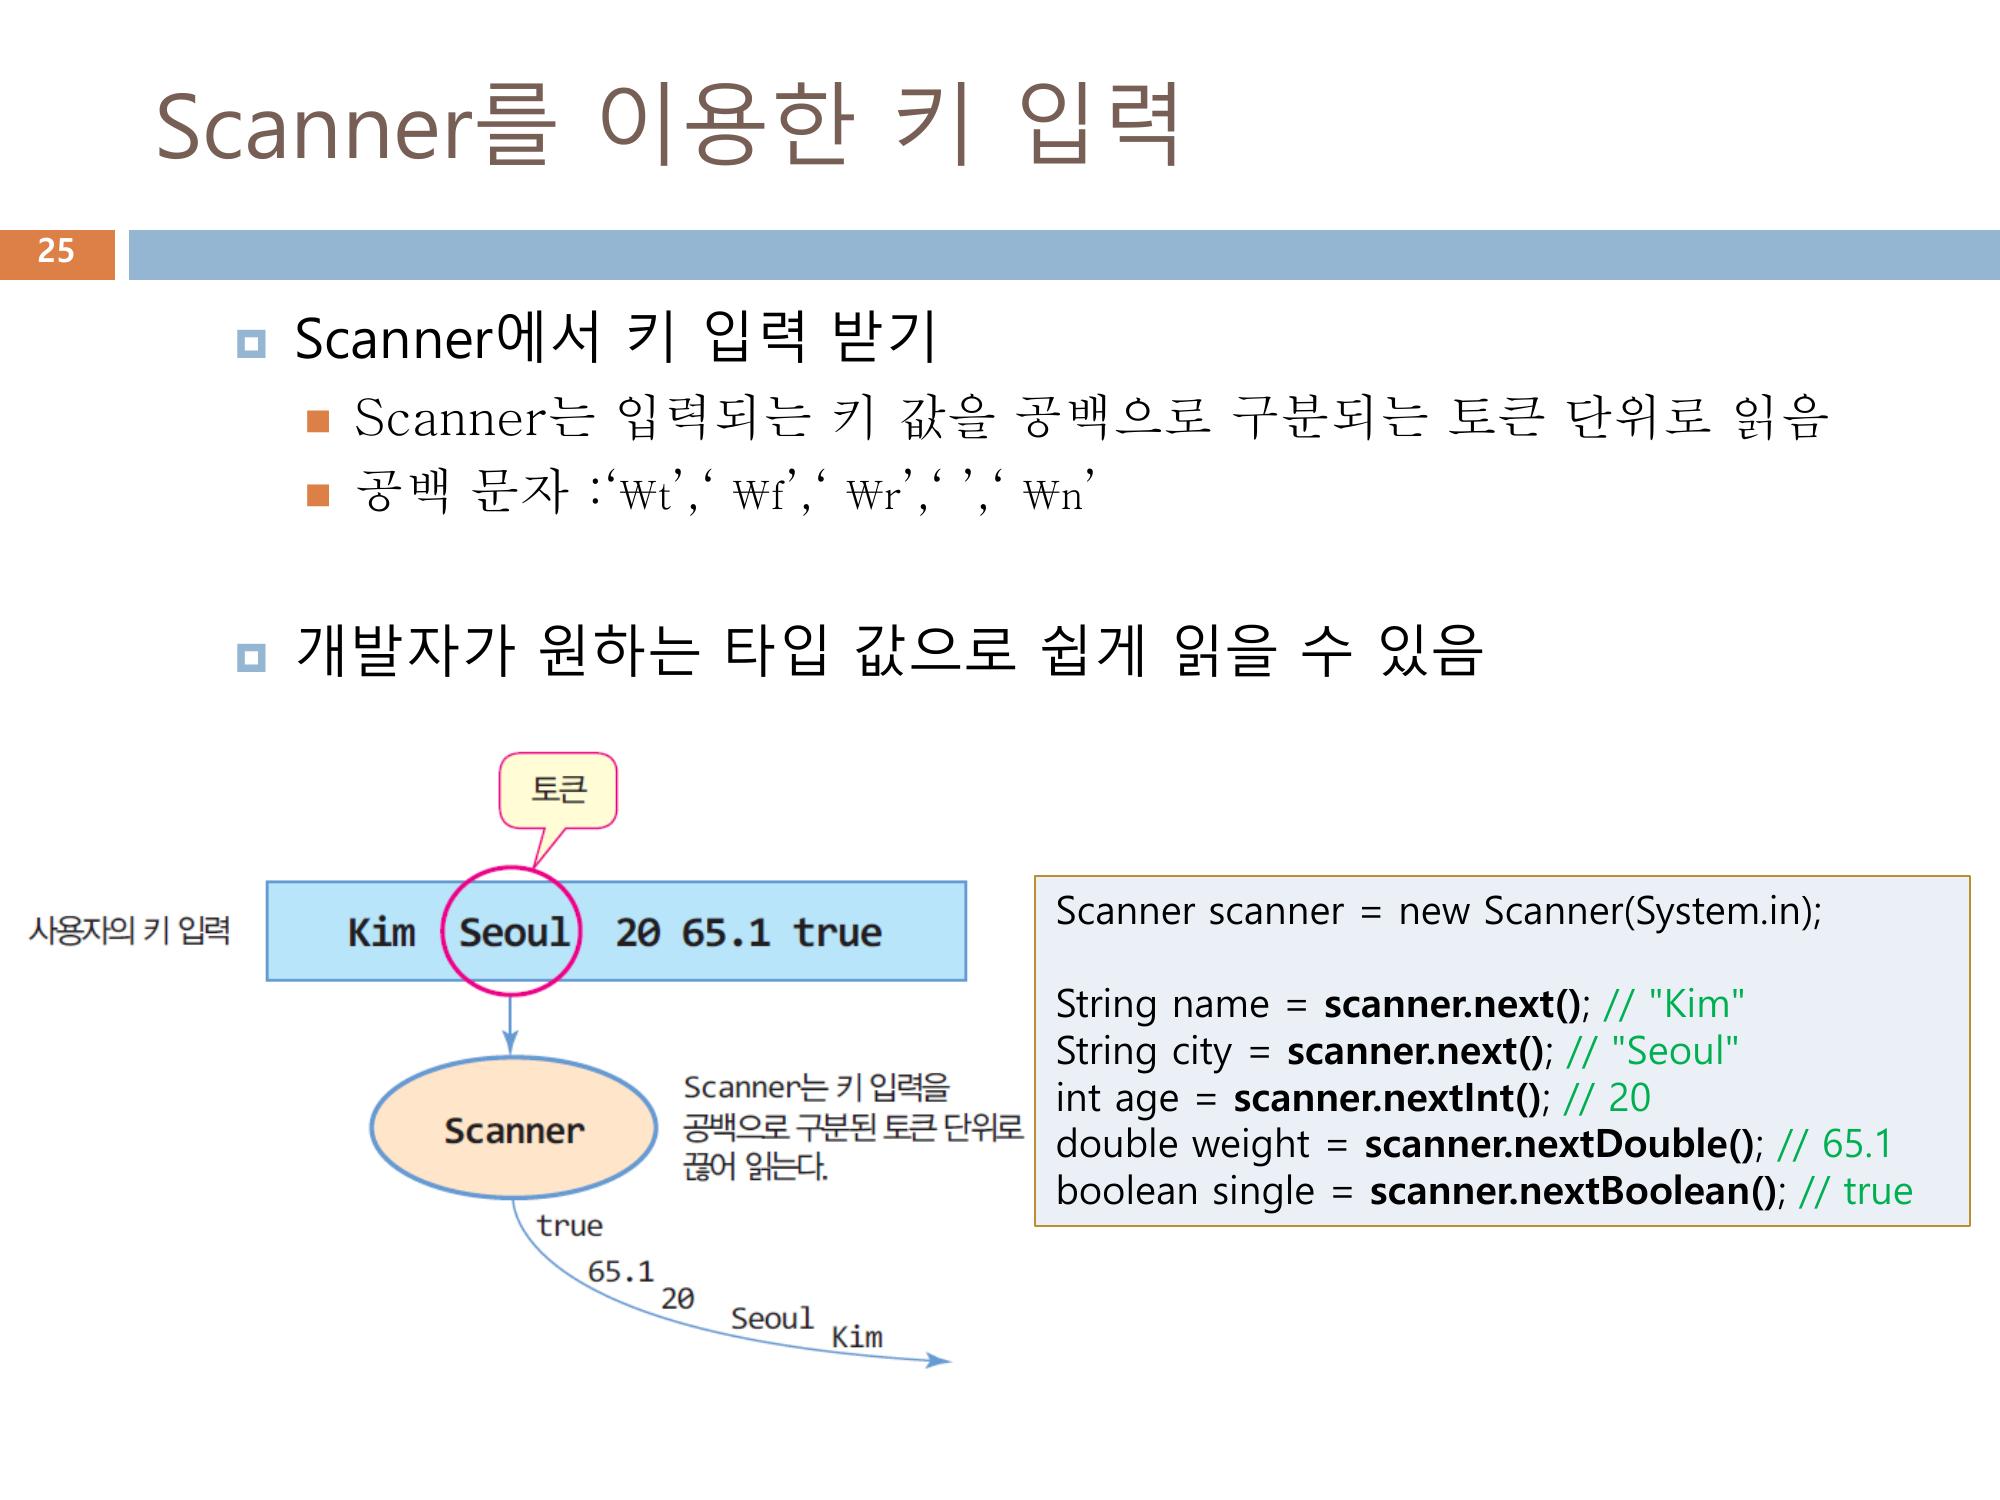 Scanner를 이용한 키 입력
25
Scanner에서 키 입력 받기
Scanner는 입력되는 키 값을 공백으로 구분되는 토큰 단위로 읽음
공백 문자 :‘₩t’,‘ ₩f’,‘ ₩r’,‘ ’,‘ ₩n’
개발자가 원하는 타입 값으로 쉽게 읽을 수 있음
토큰
사용자의 키 입력
Kim Seoul 20 65.1 true
Scanner
Scanner는 키 입력을
공백으로 구분된 토큰 단위로
끊어 읽는다.
true
65.1
20
Seoul
Kim
Scanner scanner = new Scanner(System.in);
String name = scanner.next(); // "Kim"
String city = scanner.next(); // "Seoul"
int age = scanner.nextInt(); // 20
double weight = scanner.nextDouble(); // 65.1
boolean single = scanner.nextBoolean(); // true